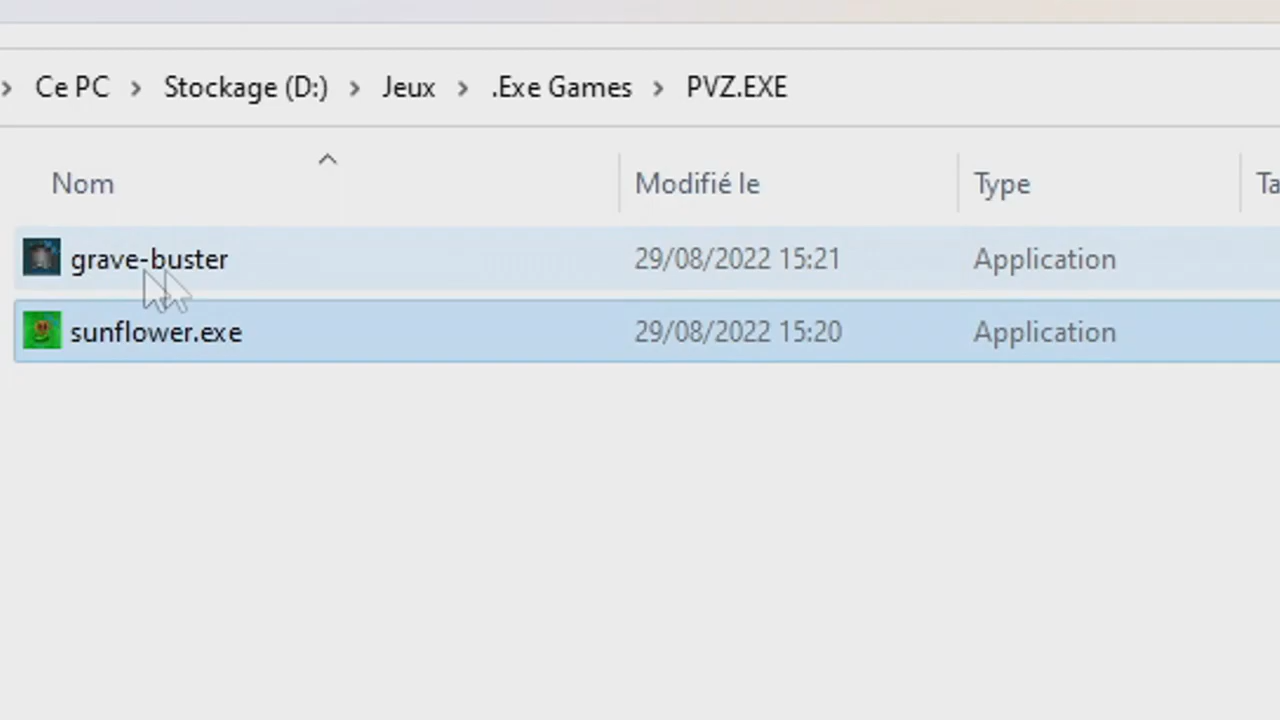 Ce PC > Stockage (D:) > Jeux > .Exe Games > PVZ.EXE
Nom Modifié le Type Ta
grave-buster 29/08/2022 15:21 Application
sunflower.exe 29/08/2022 15:20 Application